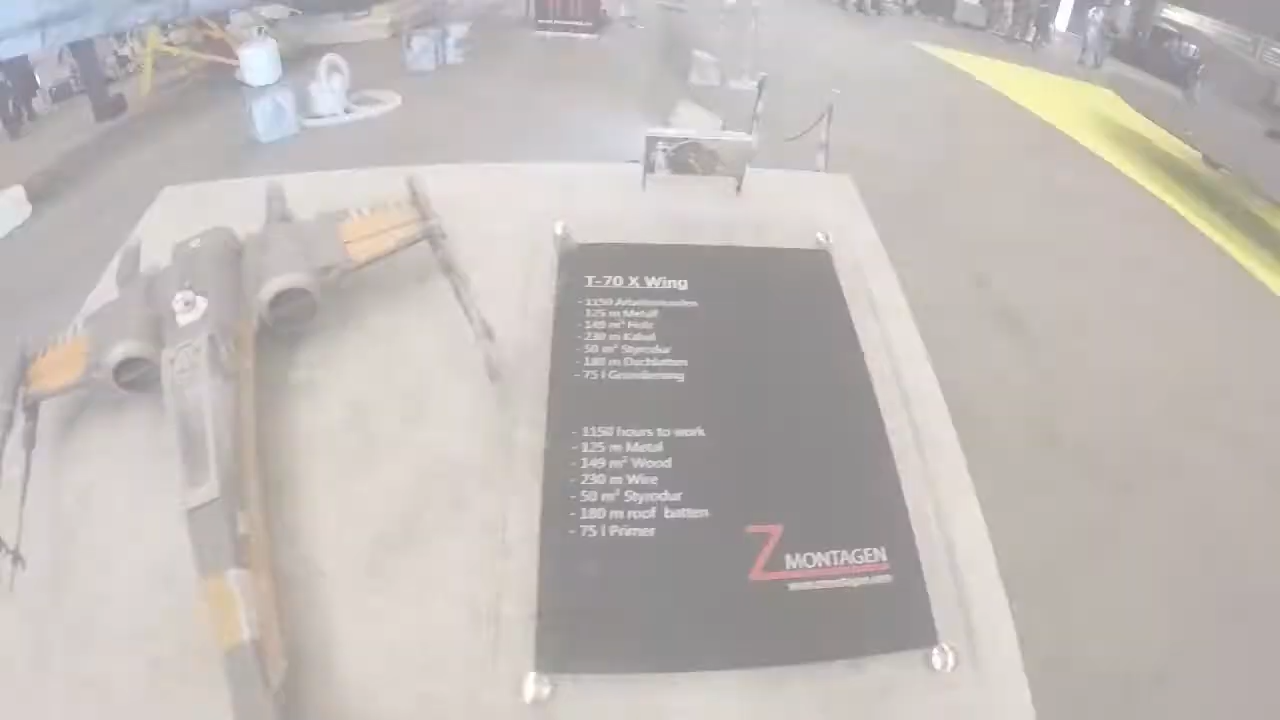 T-70 X Wing
- 1150 Arbeitsstunden
125 m Metall
- 149 m² Holz
- 230 m Kabel
- 50 m² Styrodur
- 180 m Dachlatten
- 75 l Grundierung
- 1150 hours to work
- 125 m Metal
- 149 m² Wood
- 230 m Wire
- 50 m² Styrodur
- 180 m roof batten
- 75 l Primer
Z MONTAGEN